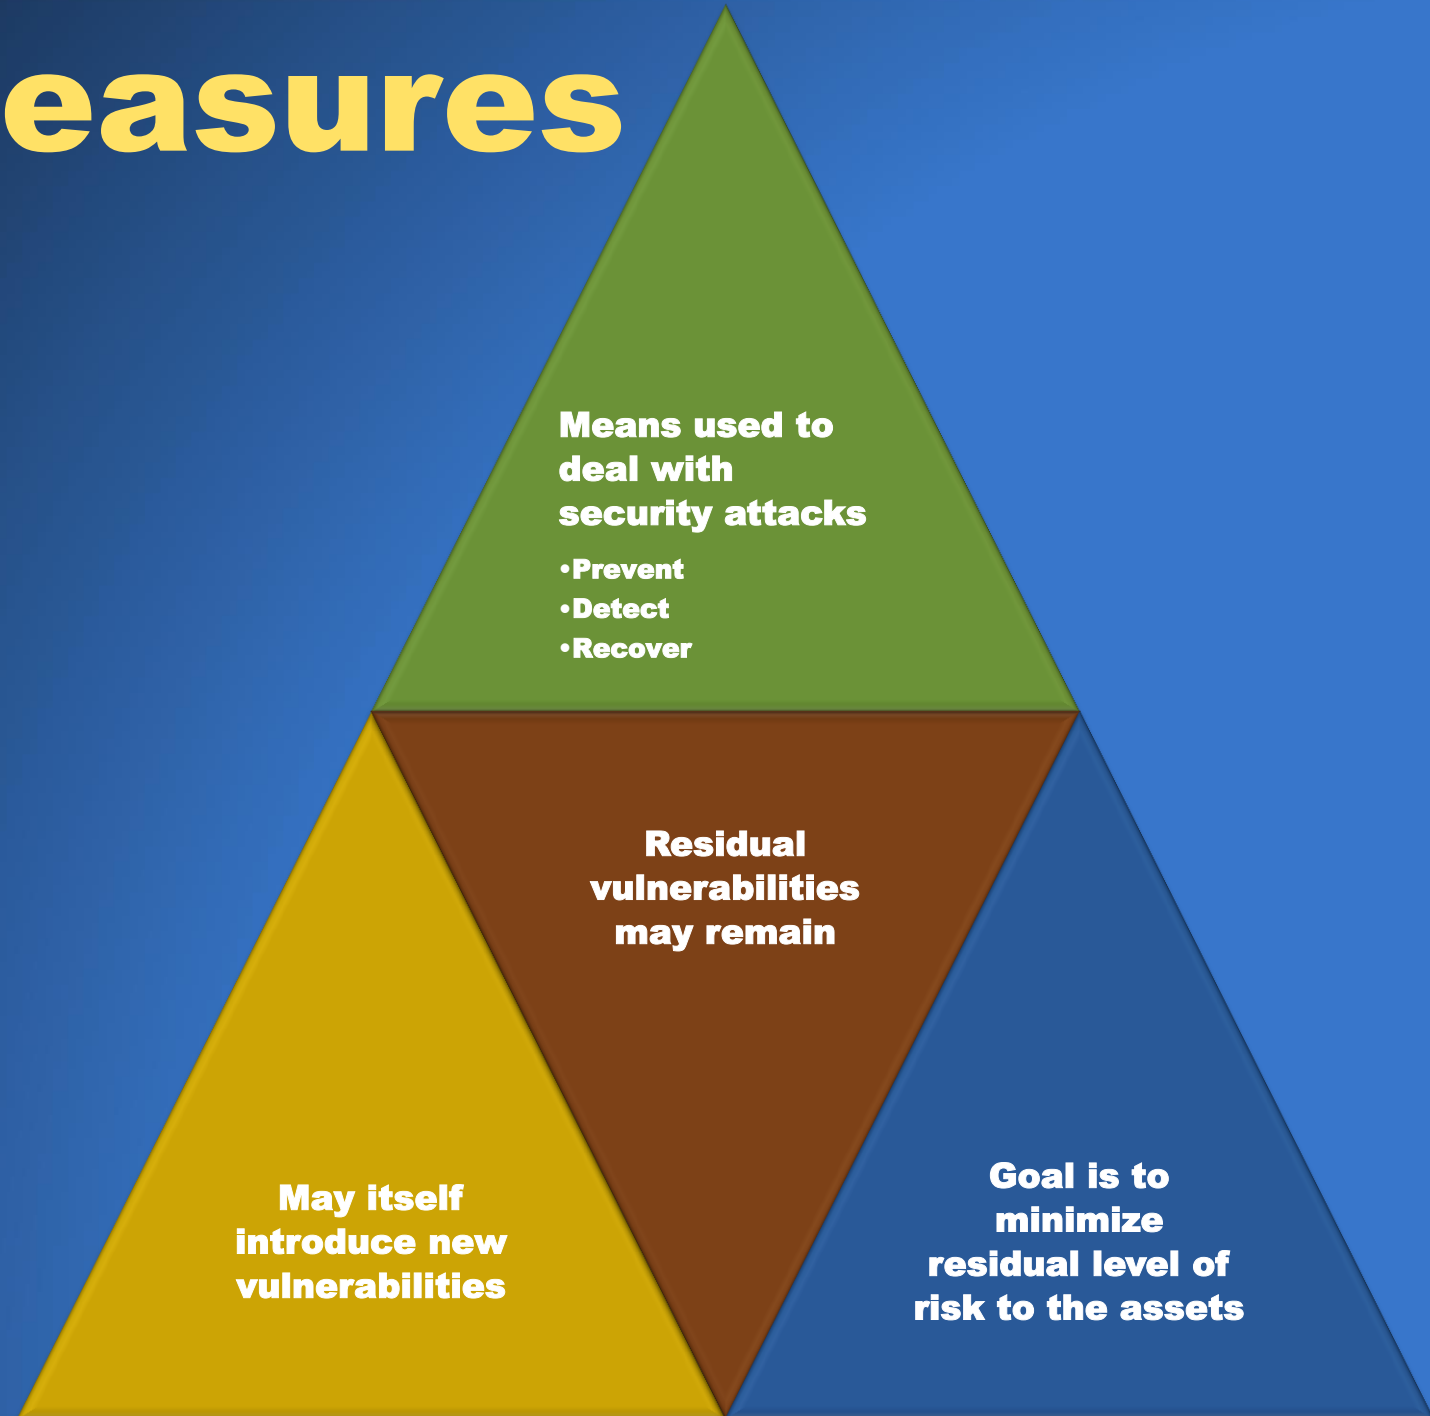 easures
Means used to
deal with
security attacks
•Prevent
•Detect
•Recover
Residual
vulnerabilities
may remain
May itself
introduce new
vulnerabilities
Goal is to
minimize
residual level of
risk to the assets